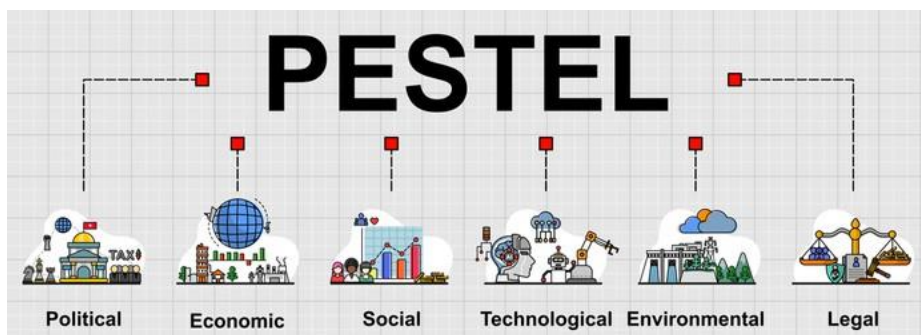 PESTEL
TAX
Political
Economic
Social
Technological
Environmental
Legal